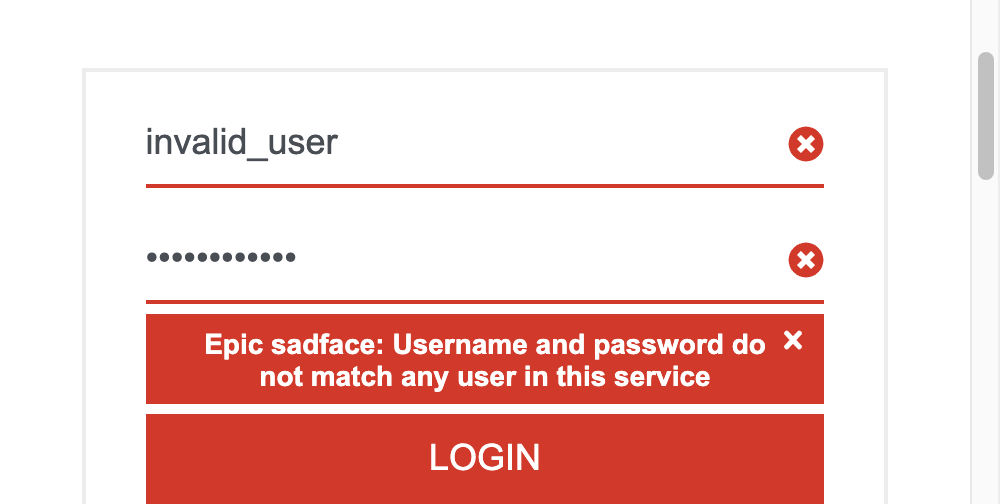 invalid_user
••••••••••••
Epic sadface: Username and password do
not match any user in this service
LOGIN